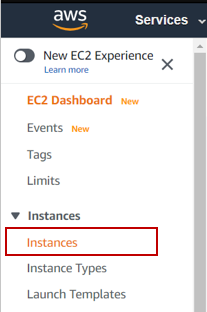 aws
Services
New EC2 Experience
Learn more
EC2 Dashboard New
Events New
Tags
Limits
Instances
Instances
Instance Types
Launch Templates